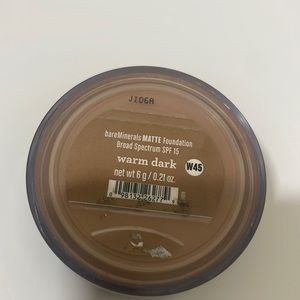 J106A
bareMinerals MATTE Foundation
Broad Spectrum SPF 15
warm dark
W45
net wt 6 g / 0.21 oz.